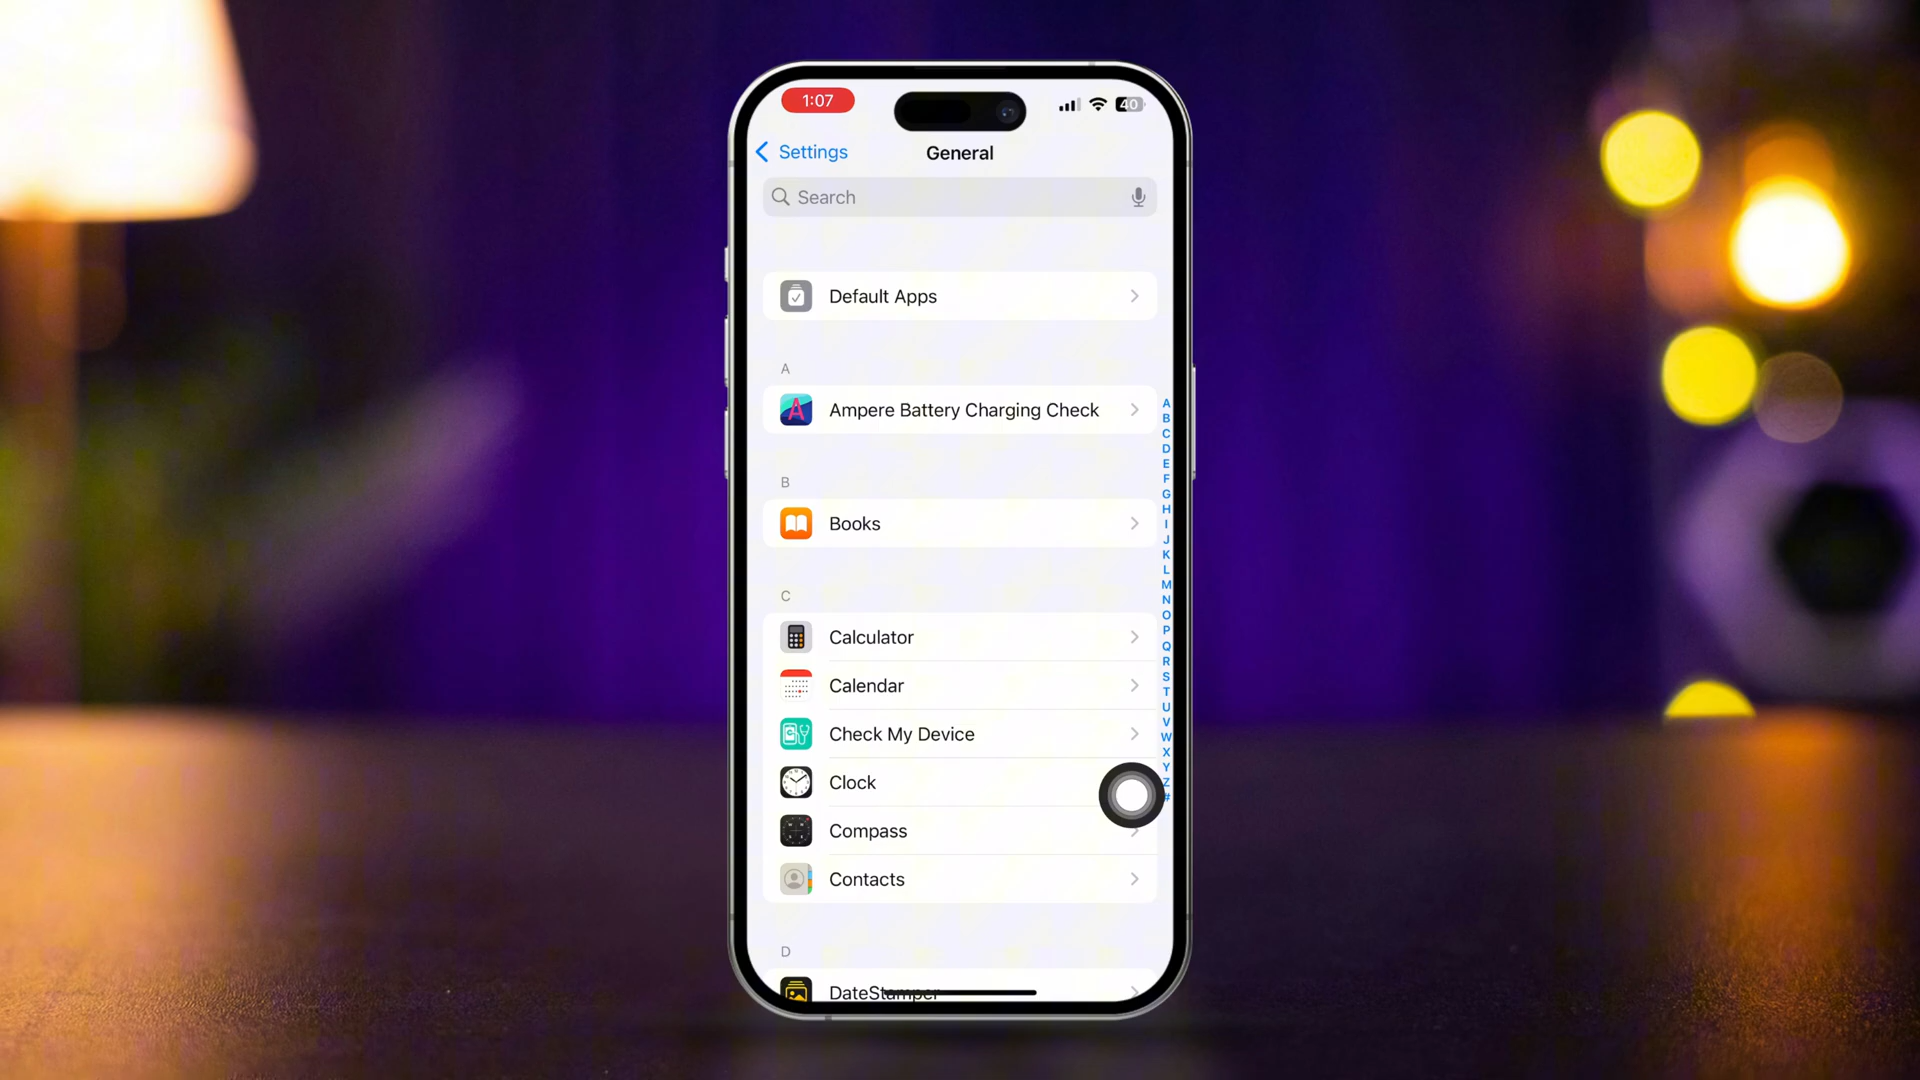 1:07
40
Settings
General
Search
Default Apps
A
Ampere Battery Charging Check
B
Books
C
Calculator
Calendar
Check My Device
Clock
Compass
Contacts
D
DateStamper
A
B
C
D
E
F
G
H
I
J
K
L
M
N
O
P
Q
R
S
T
U
V
W
X
Y
Z
#